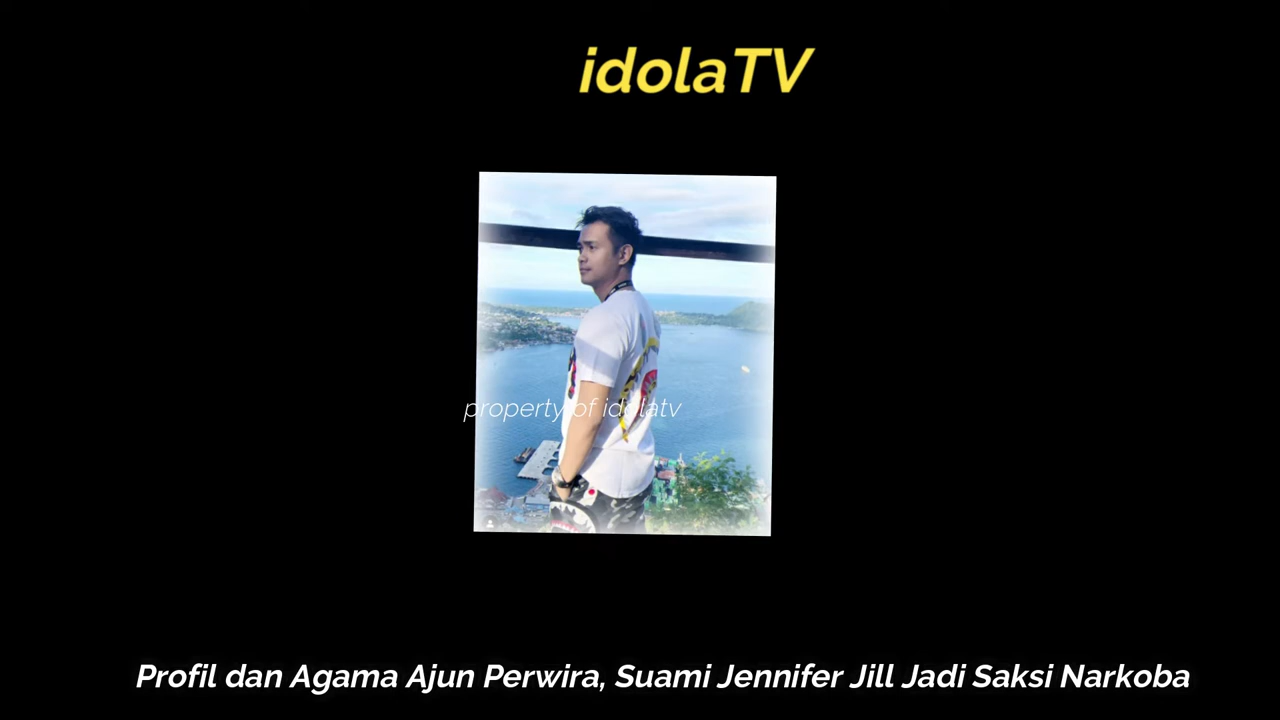 idolaTV
property of idolatv
Profil dan Agama Ajun Perwira, Suami Jennifer Jill Jadi Saksi Narkoba